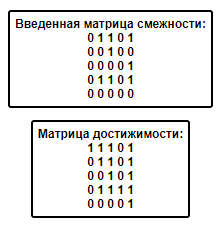 Введенная матрица смежности:
0 1 1 0 1
0 0 1 0 0
0 0 0 0 1
0 1 1 0 1
0 0 0 0 0
Матрица достижимости:
1 1 1 0 1
0 1 1 0 1
0 0 1 0 1
0 1 1 1 1
0 0 0 0 1